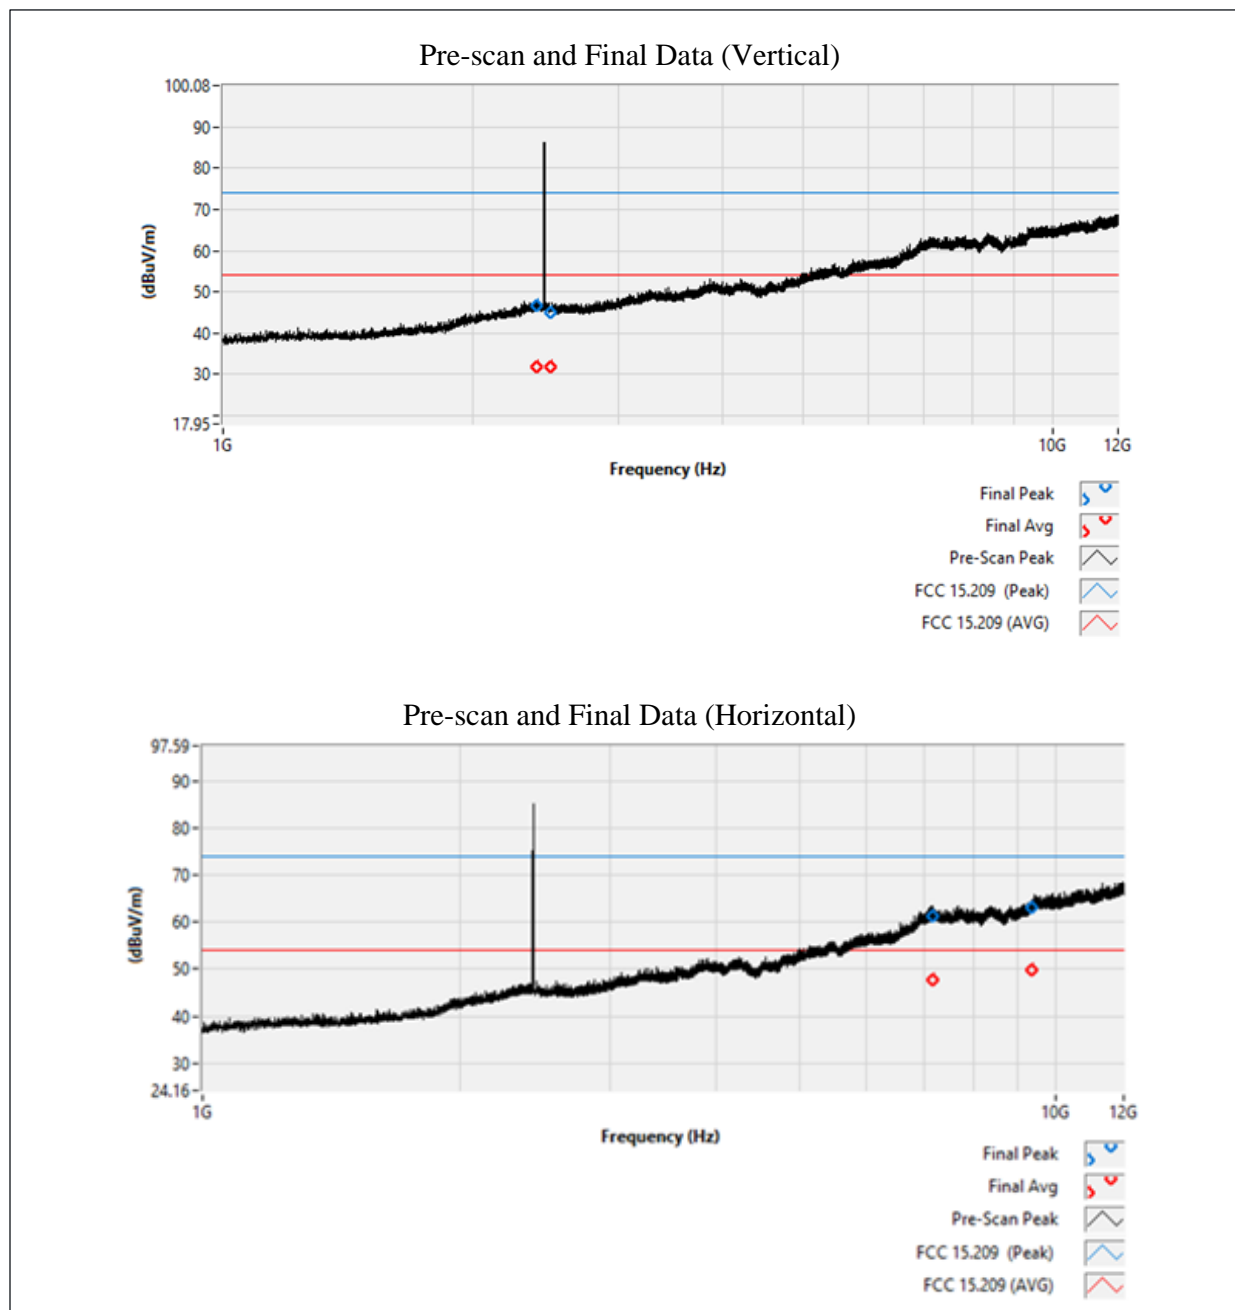 Pre-scan and Final Data (Vertical)
100.08
90
80
70
60
50
40
30
17.95
(dBuV/m)
1G
10G
12G
Frequency (Hz)
Final Peak
Final Avg
Pre-Scan Peak
FCC 15.209 (Peak)
FCC 15.209 (AVG)
Pre-scan and Final Data (Horizontal)
97.59
90
80
70
60
50
40
30
24.16
(dBuV/m)
1G
10G
12G
Frequency (Hz)
Final Peak
Final Avg
Pre-Scan Peak
FCC 15.209 (Peak)
FCC 15.209 (AVG)